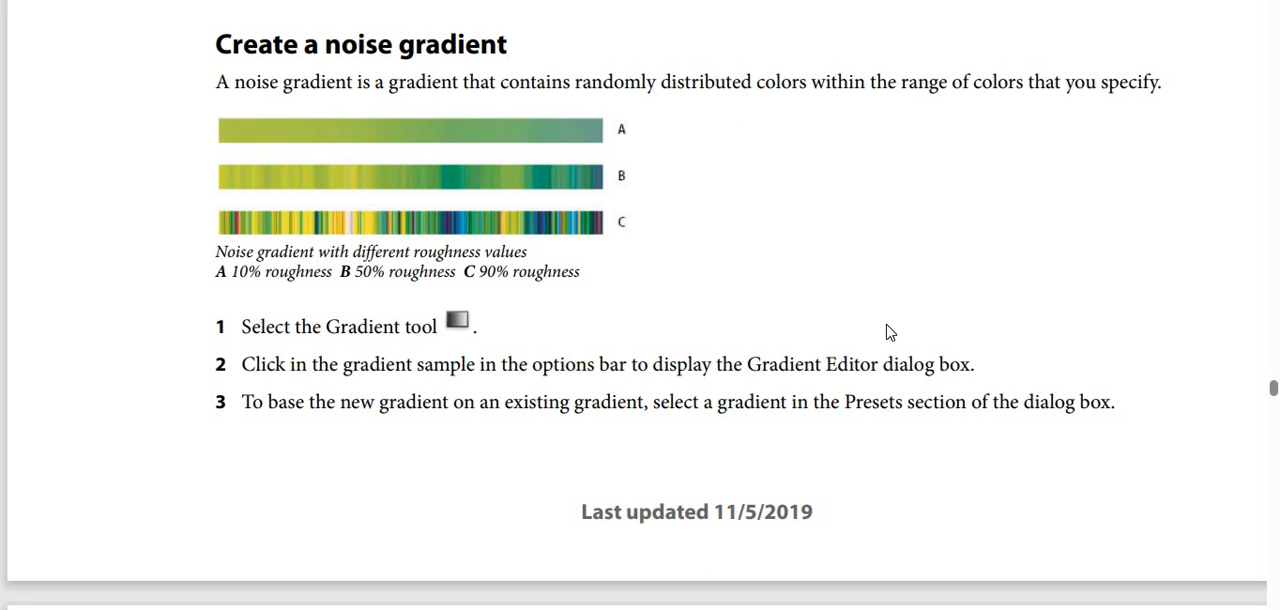 Create a noise gradient
A noise gradient is a gradient that contains randomly distributed colors within the range of colors that you specify.
A
B
C
Noise gradient with different roughness values
A 10% roughness B 50% roughness C 90% roughness
1 Select the Gradient tool .
2 Click in the gradient sample in the options bar to display the Gradient Editor dialog box.
3 To base the new gradient on an existing gradient, select a gradient in the Presets section of the dialog box.
Last updated 11/5/2019